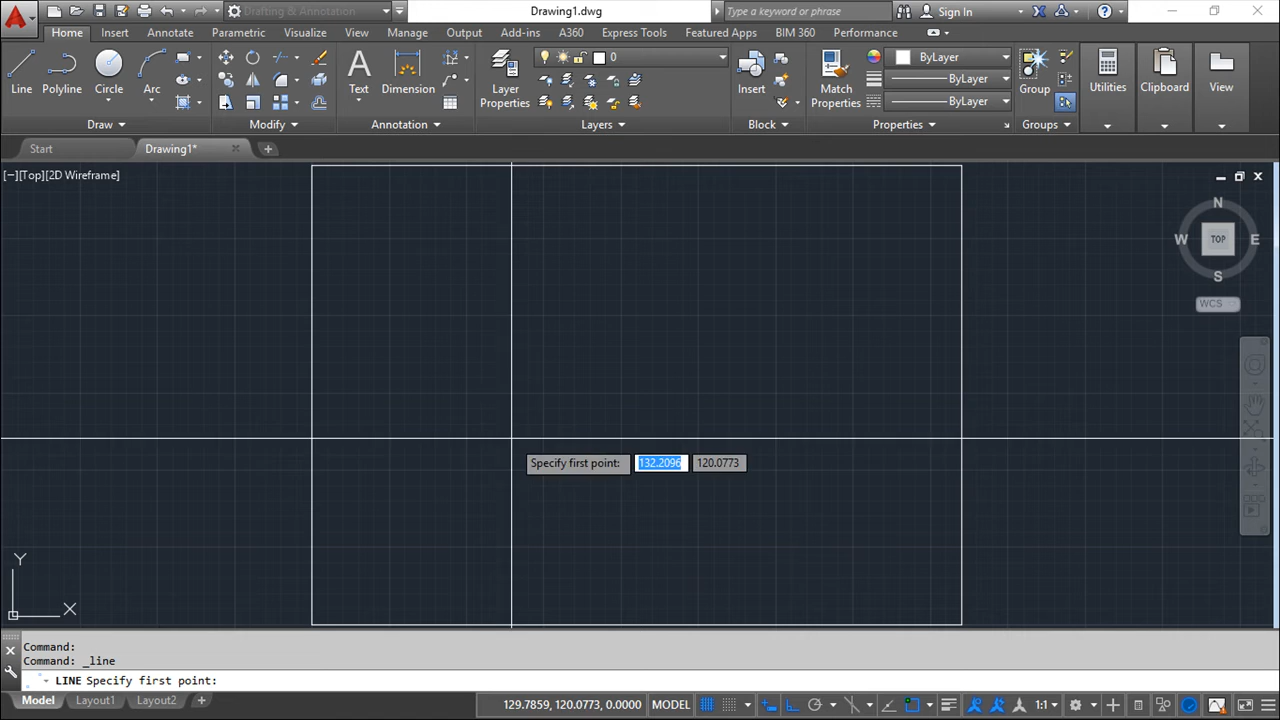 Drafting & Annotation
Drawing1.dwg
Type a keyword or phrase
Sign In
Home Insert Annotate Parametric Visualize View Manage Output Add-ins A360 Express Tools Featured Apps BIM 360 Performance
Line
Polyline
Circle
Arc
Text
Dimension
Layer
Properties
0
Insert
Match
Properties
ByLayer
ByLayer
ByLayer
Group
Utilities
Clipboard
View
Draw Modify Annotation Layers Block Properties Groups
Start
Drawing1*
[−][Top][2D Wireframe]
N
W
TOP
E
S
WCS
Specify first point: 132.2096 120.0773
Y
X
Command:
Command: _line
LINE Specify first point:
Model Layout1 Layout2 +
129.7859, 120.0773, 0.0000 MODEL
1:1